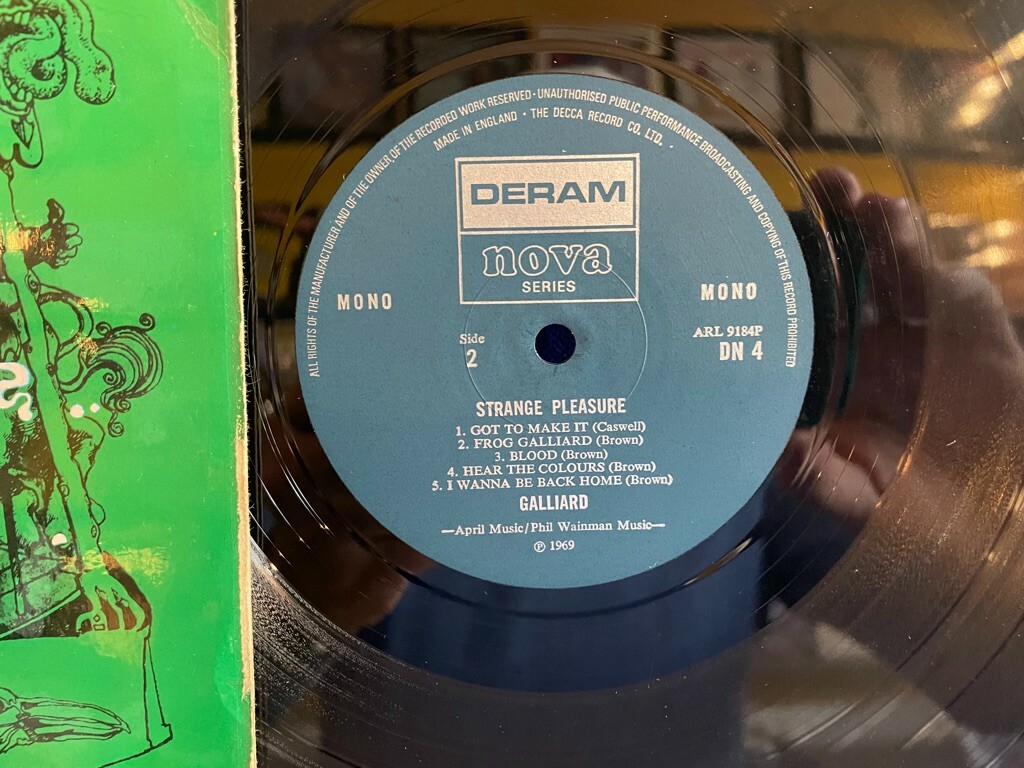 ALL RIGHTS OF THE MANUFACTURER AND OF THE OWNER OF THE RECORDED WORK RESERVED · UNAUTHORISED PUBLIC PERFORMANCE BROADCASTING AND COPYING OF THIS RECORD PROHIBITED
MADE IN ENGLAND · THE DECCA RECORD CO. LTD.
DERAM
nova
SERIES
MONO
MONO
Side
2
ARL 9184P
DN 4
STRANGE PLEASURE
1. GOT TO MAKE IT (Caswell)
2. FROG GALLIARD (Brown)
3. BLOOD (Brown)
4. HEAR THE COLOURS (Brown)
5. I WANNA BE BACK HOME (Brown)
GALLIARD
—April Music/Phil Wainman Music—
℗ 1969